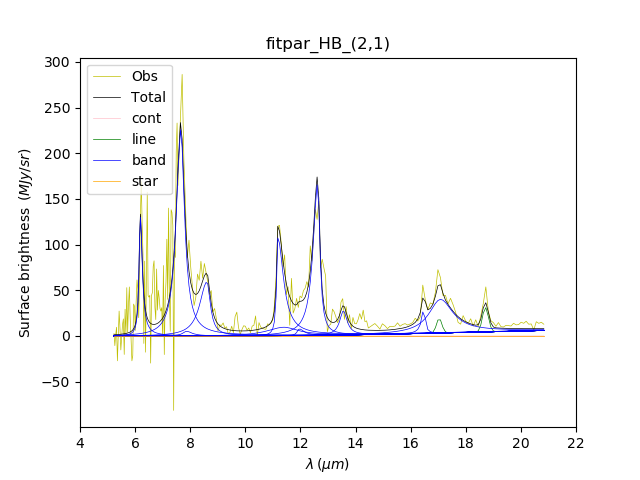 fitpar_HB_(2,1)
300
250
200
150
100
50
0
−50
Surface brightness (MJy/sr)
Obs
Total
cont
line
band
star
4 6 8 10 12 14 16 18 20 22
λ (μm)